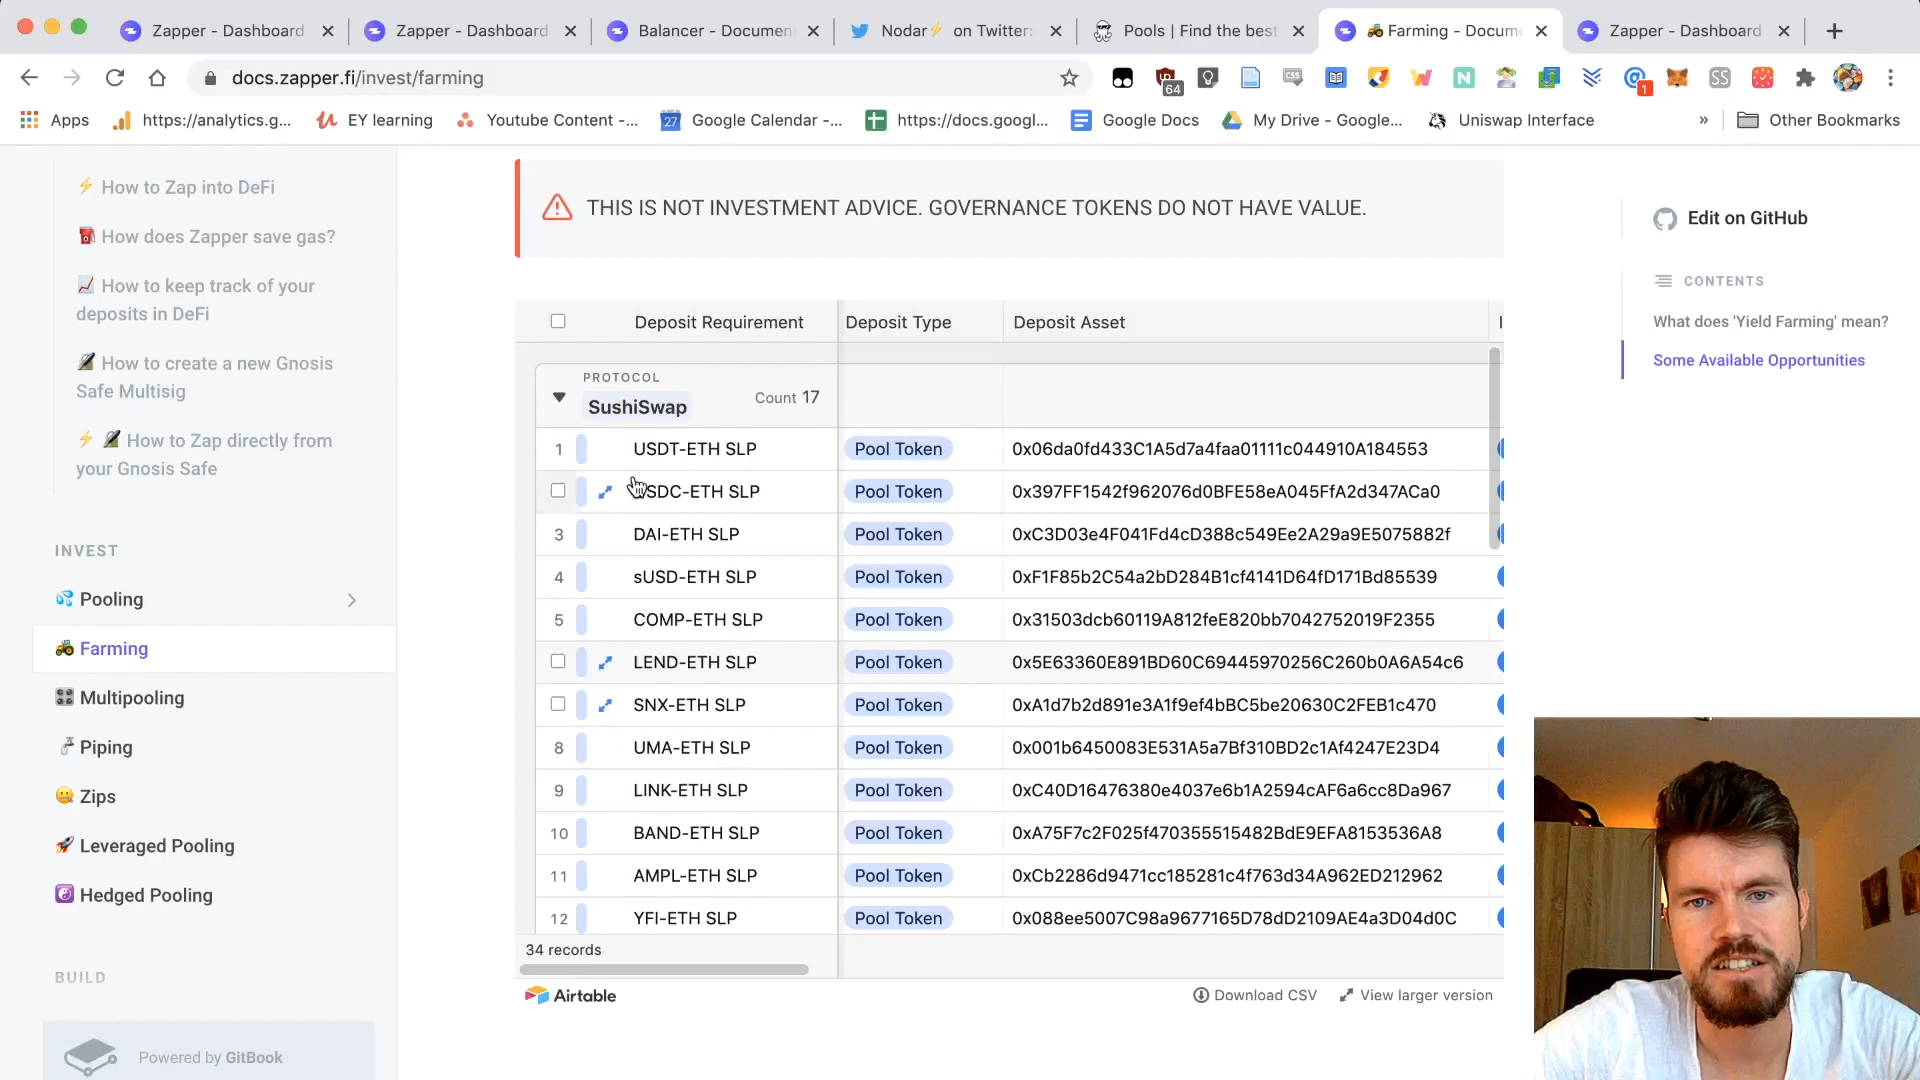 Zapper - Dashboard
Zapper - Dashboard
Balancer - Documen
Nodar⚡ on Twitter:
Pools | Find the best
Farming - Docume
Zapper - Dashboard
docs.zapper.fi/invest/farming
64
CSS
N
SS
1
Apps
https://analytics.g...
EY learning
Youtube Content -...
27
Google Calendar -...
https://docs.googl...
Google Docs
My Drive - Google...
Uniswap Interface
»
Other Bookmarks
⚡ How to Zap into DeFi
How does Zapper save gas?
How to keep track of your
deposits in DeFi
How to create a new Gnosis
Safe Multisig
⚡ How to Zap directly from
your Gnosis Safe
INVEST
Pooling
Farming
Multipooling
Piping
Zips
Leveraged Pooling
Hedged Pooling
BUILD
Powered by GitBook
THIS IS NOT INVESTMENT ADVICE. GOVERNANCE TOKENS DO NOT HAVE VALUE.
Deposit Requirement Deposit Type Deposit Asset
PROTOCOL
SushiSwap Count 17
1 USDT-ETH SLP Pool Token 0x06da0fd433C1A5d7a4faa01111c044910A184553
SDC-ETH SLP Pool Token 0x397FF1542f962076d0BFE58eA045FfA2d347ACa0
3 DAI-ETH SLP Pool Token 0xC3D03e4F041Fd4cD388c549Ee2A29a9E5075882f
4 sUSD-ETH SLP Pool Token 0xF1F85b2C54a2bD284B1cf4141D64fD171Bd85539
5 COMP-ETH SLP Pool Token 0x31503dcb60119A812feE820bb7042752019F2355
LEND-ETH SLP Pool Token 0x5E63360E891BD60C69445970256C260b0A6A54c6
SNX-ETH SLP Pool Token 0xA1d7b2d891e3A1f9ef4bBC5be20630C2FEB1c470
8 UMA-ETH SLP Pool Token 0x001b6450083E531A5a7Bf310BD2c1Af4247E23D4
9 LINK-ETH SLP Pool Token 0xC40D16476380e4037e6b1A2594cAF6a6cc8Da967
10 BAND-ETH SLP Pool Token 0xA75F7c2F025f470355515482BdE9EFA8153536A8
11 AMPL-ETH SLP Pool Token 0xCb2286d9471cc185281c4f763d34A962ED212962
12 YFI-ETH SLP Pool Token 0x088ee5007C98a9677165D78dD2109AE4a3D04d0C
34 records
Airtable
Download CSV
View larger version
Edit on GitHub
CONTENTS
What does 'Yield Farming' mean?
Some Available Opportunities